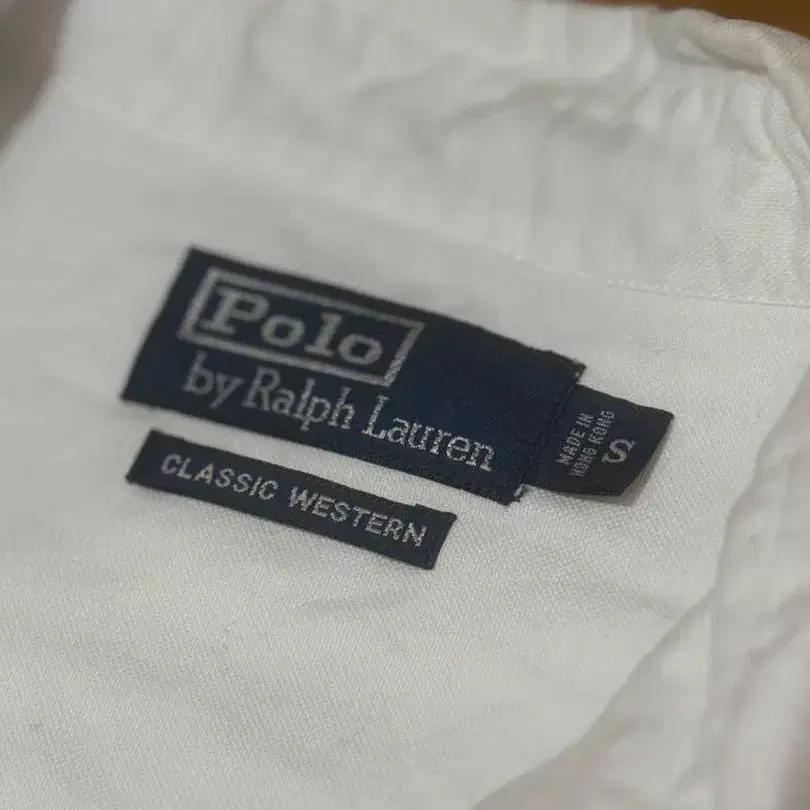 Polo
by Ralph Lauren
MADE IN
HONG KONG
S
CLASSIC WESTERN